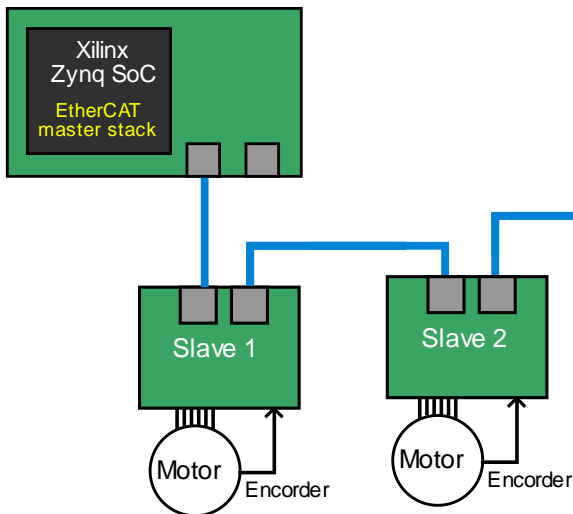 Xilinx
Zynq SoC
EtherCAT
master stack
Slave 1
Slave 2
Motor
Encorder
Motor
Encorder